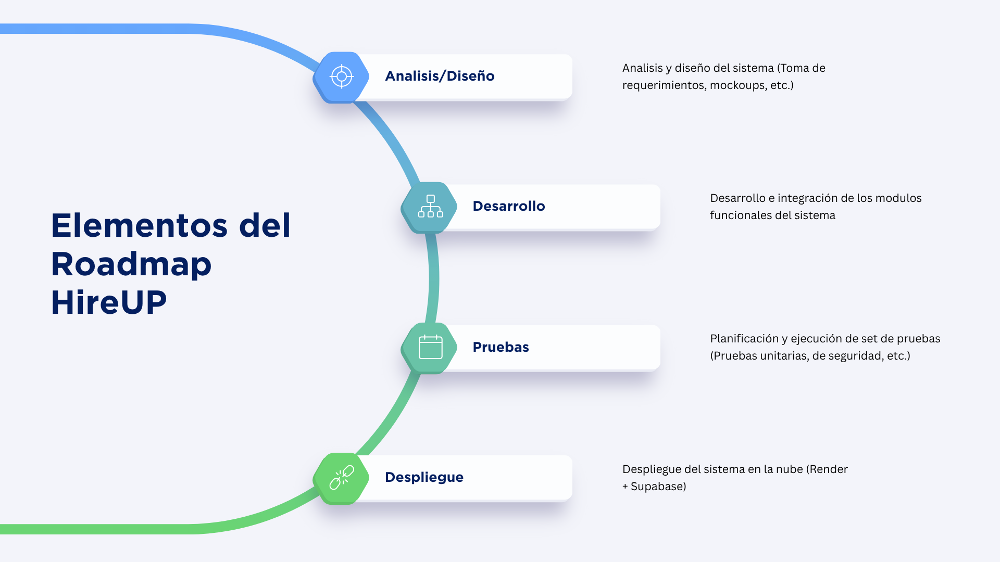 Elementos del
Roadmap
HireUP
Analisis/Diseño
Analisis y diseño del sistema (Toma de
requerimientos, mockoups, etc.)
Desarrollo
Desarrollo e integración de los modulos
funcionales del sistema
Pruebas
Planificación y ejecución de set de pruebas
(Pruebas unitarias, de seguridad, etc.)
Despliegue
Despliegue del sistema en la nube (Render
+ Supabase)